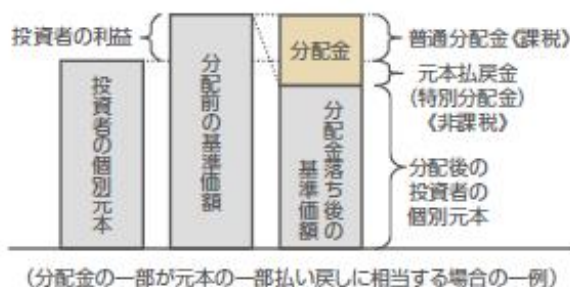 投資者の利益
投資者の個別元本
分配前の基準価額
分配金
分配金落ち後の
基準価額
普通分配金《課税》
元本払戻金
(特別分配金)
《非課税》
分配後の
投資者の
個別元本
(分配金の一部が元本の一部払い戻しに相当する場合の一例)